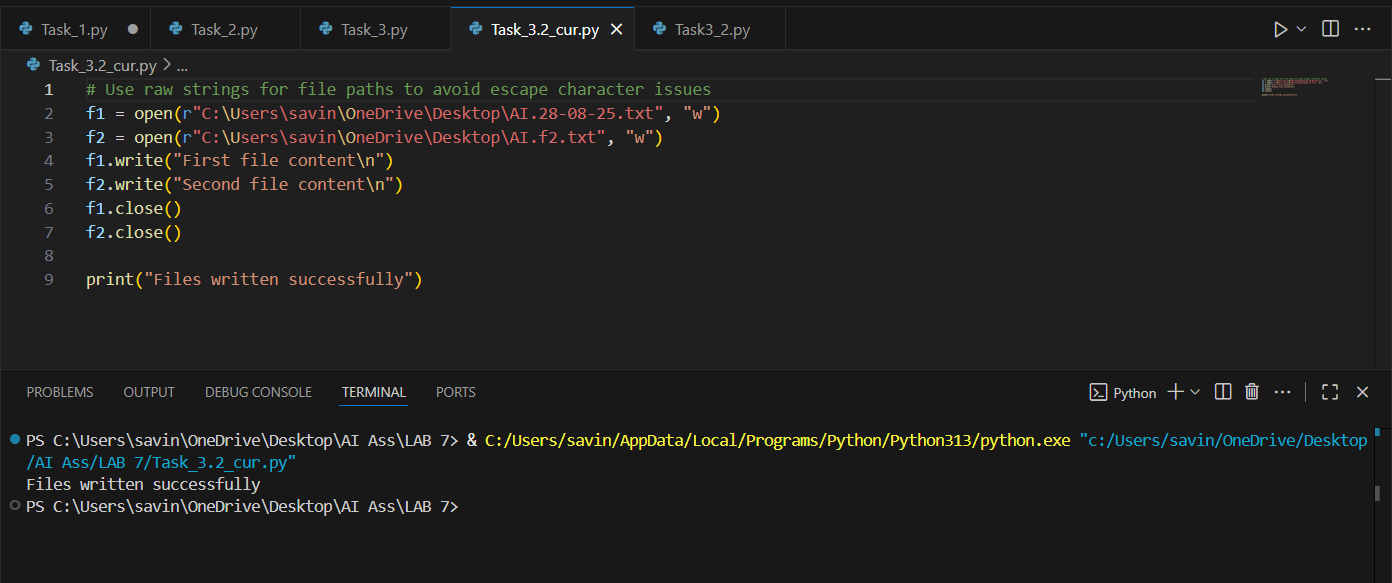 Task_1.py Task_2.py Task_3.py Task_3.2_cur.py Task3_2.py
Task_3.2_cur.py > ...
1 # Use raw strings for file paths to avoid escape character issues
2 f1 = open(r"C:\Users\savin\OneDrive\Desktop\AI.28-08-25.txt", "w")
3 f2 = open(r"C:\Users\savin\OneDrive\Desktop\AI.f2.txt", "w")
4 f1.write("First file content\n")
5 f2.write("Second file content\n")
6 f1.close()
7 f2.close()
8
9 print("Files written successfully")
PROBLEMS OUTPUT DEBUG CONSOLE TERMINAL PORTS Python
PS C:\Users\savin\OneDrive\Desktop\AI Ass\LAB 7> & C:/Users/savin/AppData/Local/Programs/Python/Python313/python.exe "c:/Users/savin/OneDrive/Desktop
/AI Ass/LAB 7/Task_3.2_cur.py"
Files written successfully
PS C:\Users\savin\OneDrive\Desktop\AI Ass\LAB 7>